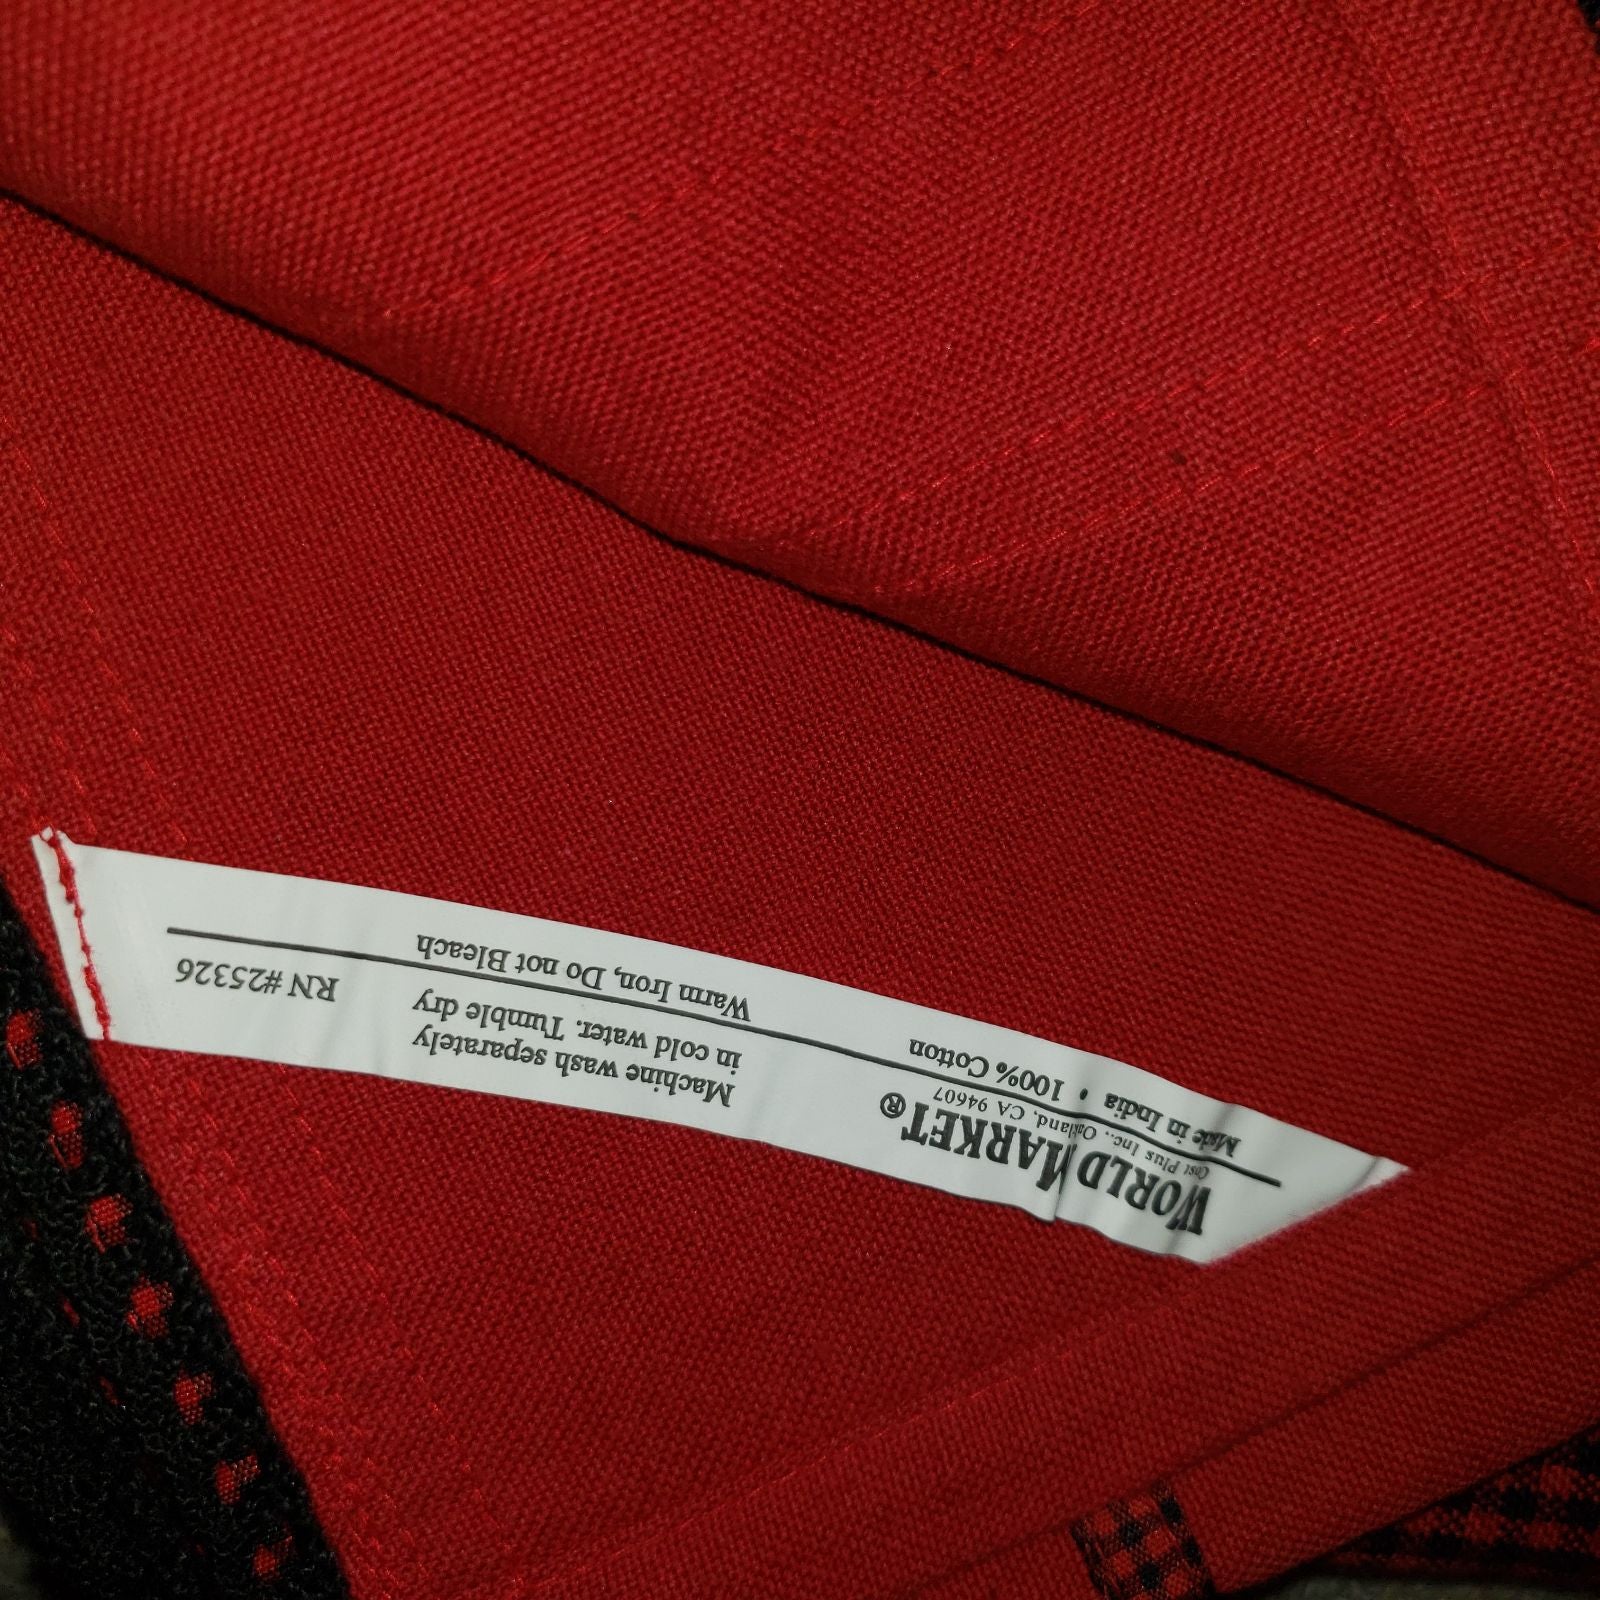 WORLD MARKET®
Cost Plus Inc., Oakland, CA 94607
Made in India • 100% Cotton
Machine wash separately
in cold water. Tumble dry
Warm Iron, Do not Bleach
RN #25326